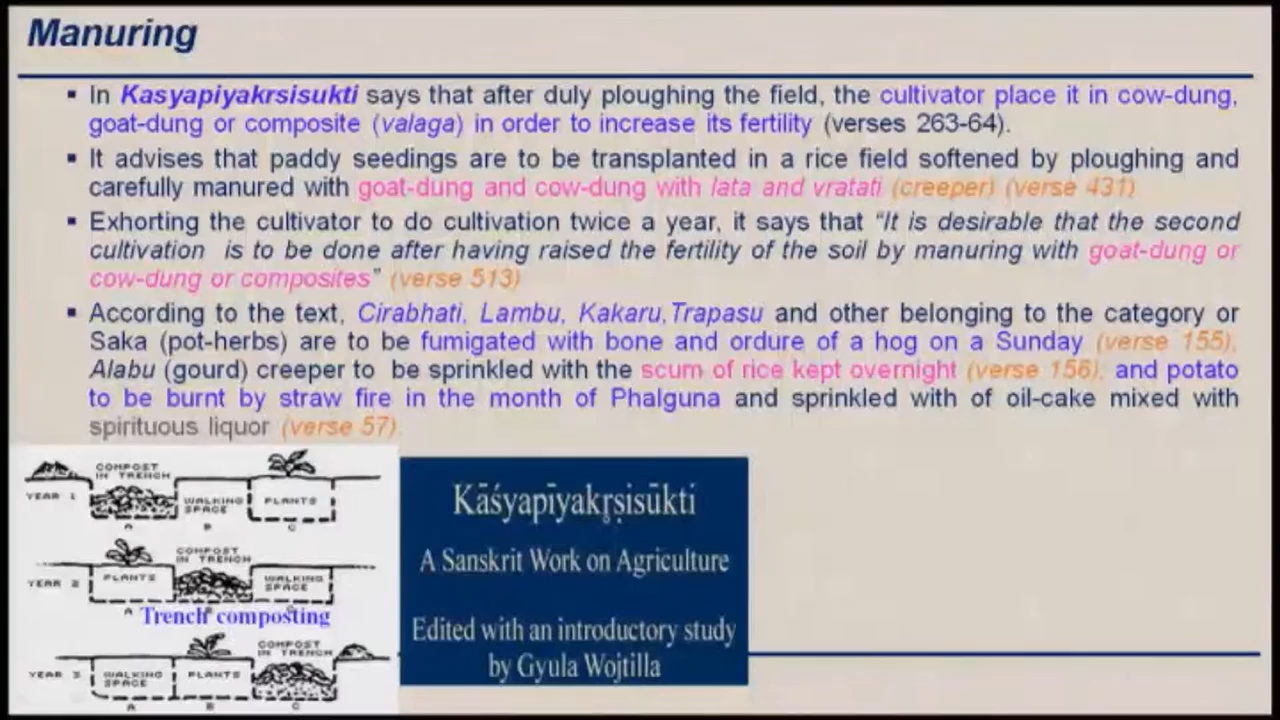 Manuring
▪ In Kasyapiyakrsisukti says that after duly ploughing the field, the cultivator place it in cow-dung,
goat-dung or composite (valaga) in order to increase its fertility (verses 263-64).
▪ It advises that paddy seedings are to be transplanted in a rice field softened by ploughing and
carefully manured with goat-dung and cow-dung with lata and vratati (creeper) (verse 431)
▪ Exhorting the cultivator to do cultivation twice a year, it says that “It is desirable that the second
cultivation is to be done after having raised the fertility of the soil by manuring with goat-dung or
cow-dung or composites” (verse 513)
▪ According to the text, Cirabhati, Lambu, Kakaru,Trapasu and other belonging to the category or
Saka (pot-herbs) are to be fumigated with bone and ordure of a hog on a Sunday (verse 155),
Alabu (gourd) creeper to be sprinkled with the scum of rice kept overnight (verse 156), and potato
to be burnt by straw fire in the month of Phalguna and sprinkled with of oil-cake mixed with
spirituous liquor (verse 57).
COMPOST
IN TRENCH
YEAR 1
WALKING
SPACE
PLANTS
A B C
COMPOST
IN TRENCH
YEAR 2
PLANTS
WALKING
SPACE
A B C
Trench composting
COMPOST
IN TRENCH
YEAR 3
WALKING
SPACE
PLANTS
A B C
Kāśyapīyakṛṣisūkti
A Sanskrit Work on Agriculture
Edited with an introductory study
by Gyula Wojtilla